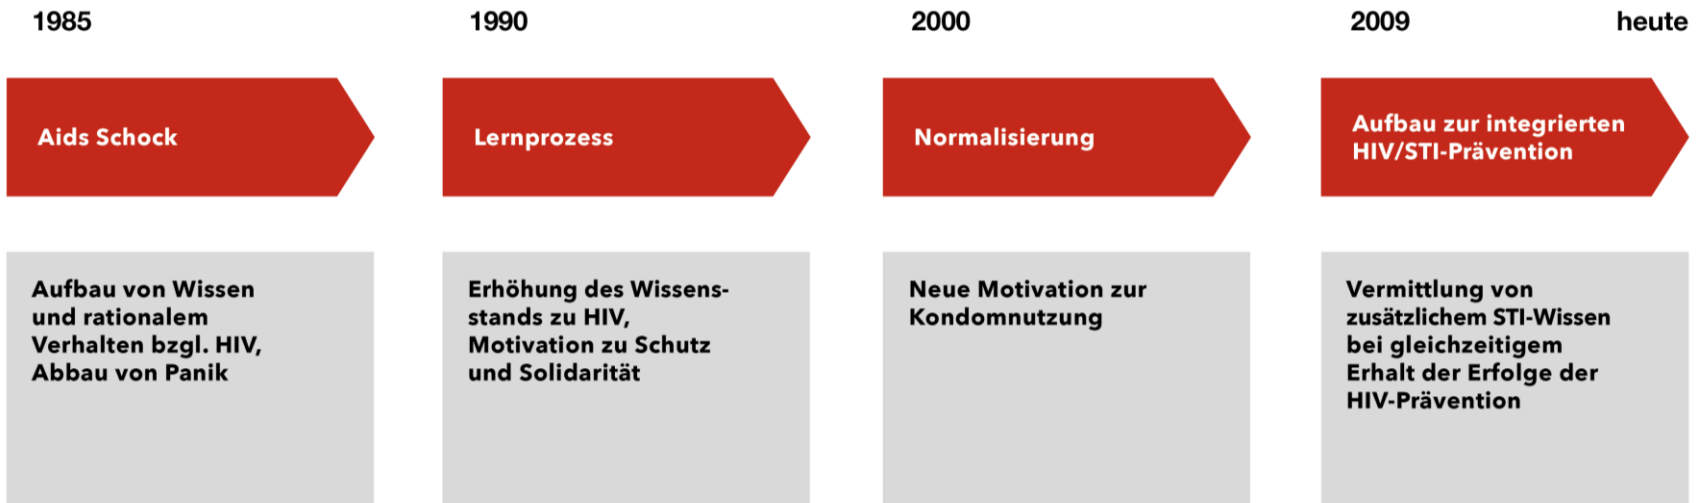 1985
1990
2000
2009
heute
Aids Schock
Lernprozess
Normalisierung
Aufbau zur integrierten
HIV/STI-Prävention
Aufbau von Wissen
und rationalem
Verhalten bzgl. HIV,
Abbau von Panik
Erhöhung des Wissens-
stands zu HIV,
Motivation zu Schutz
und Solidarität
Neue Motivation zur
Kondomnutzung
Vermittlung von
zusätzlichem STI-Wissen
bei gleichzeitigem
Erhalt der Erfolge der
HIV-Prävention